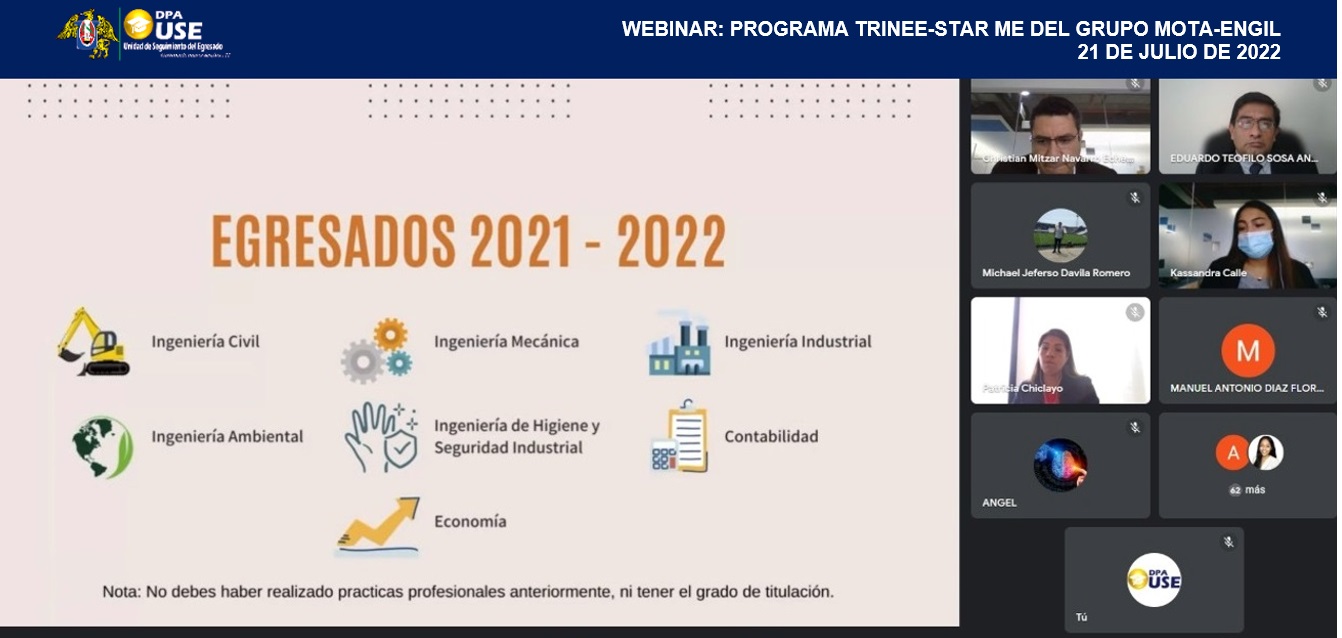 DPA
USE
Unidad de Seguimiento del Egresado
WEBINAR: PROGRAMA TRINEE-STAR ME DEL GRUPO MOTA-ENGIL
21 DE JULIO DE 2022
EGRESADOS 2021 - 2022
Ingeniería Civil
Ingeniería Mecánica
Ingeniería Industrial
Ingeniería Ambiental
Ingeniería de Higiene y
Seguridad Industrial
Contabilidad
Economía
Nota: No debes haber realizado practicas profesionales anteriormente, ni tener el grado de titulación.
Christian Mitzar Navarro
EDUARDO TEOFILO SOSA AN...
Michael Jeferso Davila Romero
Kassandra Calle
Patricia Chiclayo
M
MANUEL ANTONIO DIAZ FLOR...
ANGEL
A
62 más
DPA
USE
Tú